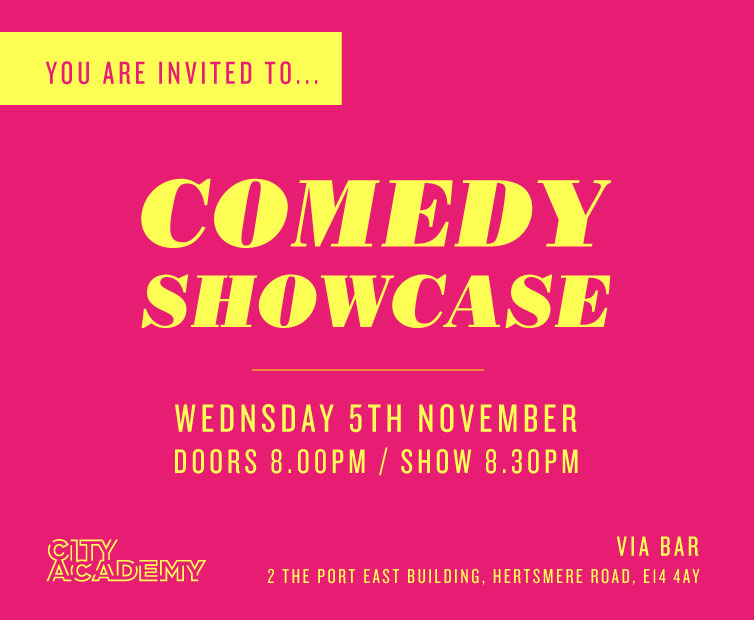 YOU ARE INVITED TO...
COMEDY
SHOWCASE
WEDNSDAY 5TH NOVEMBER
DOORS 8.00PM / SHOW 8.30PM
CITY
ACADEMY
VIA BAR
2 THE PORT EAST BUILDING, HERTSMERE ROAD, E14 4AY